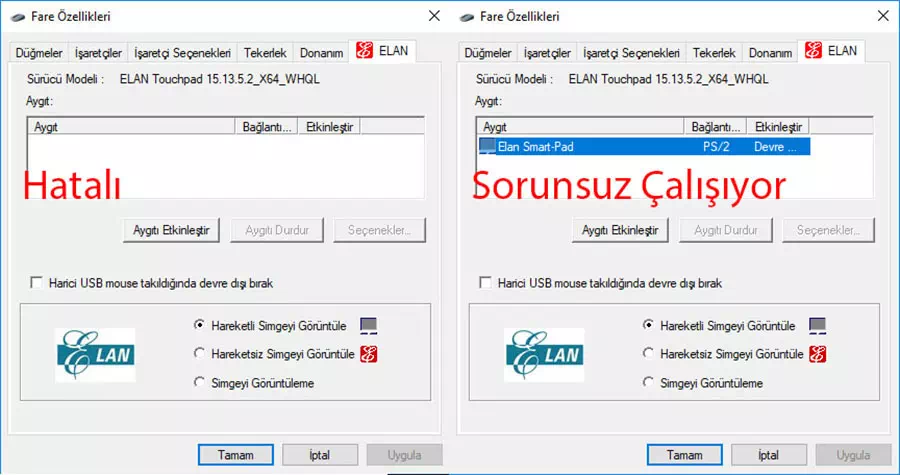 Fare Özellikleri
Düğmeler İşaretçiler İşaretçi Seçenekleri Tekerlek Donanım ELAN
Sürücü Modeli : ELAN Touchpad 15.13.5.2_X64_WHQL
Aygıt:
Aygıt Bağlantı... Etkinleştir
Hatalı
Aygıtı Etkinleştir Aygıtı Durdur Seçenekler...
Harici USB mouse takıldığında devre dışı bırak
Hareketli Simgeyi Görüntüle
Hareketsiz Simgeyi Görüntüle
Simgeyi Görüntüleme
ELAN
Tamam İptal Uygula
Fare Özellikleri
Düğmeler İşaretçiler İşaretçi Seçenekleri Tekerlek Donanım ELAN
Sürücü Modeli : ELAN Touchpad 15.13.5.2_X64_WHQL
Aygıt:
Aygıt Bağlantı... Etkinleştir
Elan Smart-Pad PS/2 Devre ...
Sorunsuz Çalışıyor
Aygıtı Etkinleştir Aygıtı Durdur Seçenekler...
Harici USB mouse takıldığında devre dışı bırak
Hareketli Simgeyi Görüntüle
Hareketsiz Simgeyi Görüntüle
Simgeyi Görüntüleme
ELAN
Tamam İptal Uygula